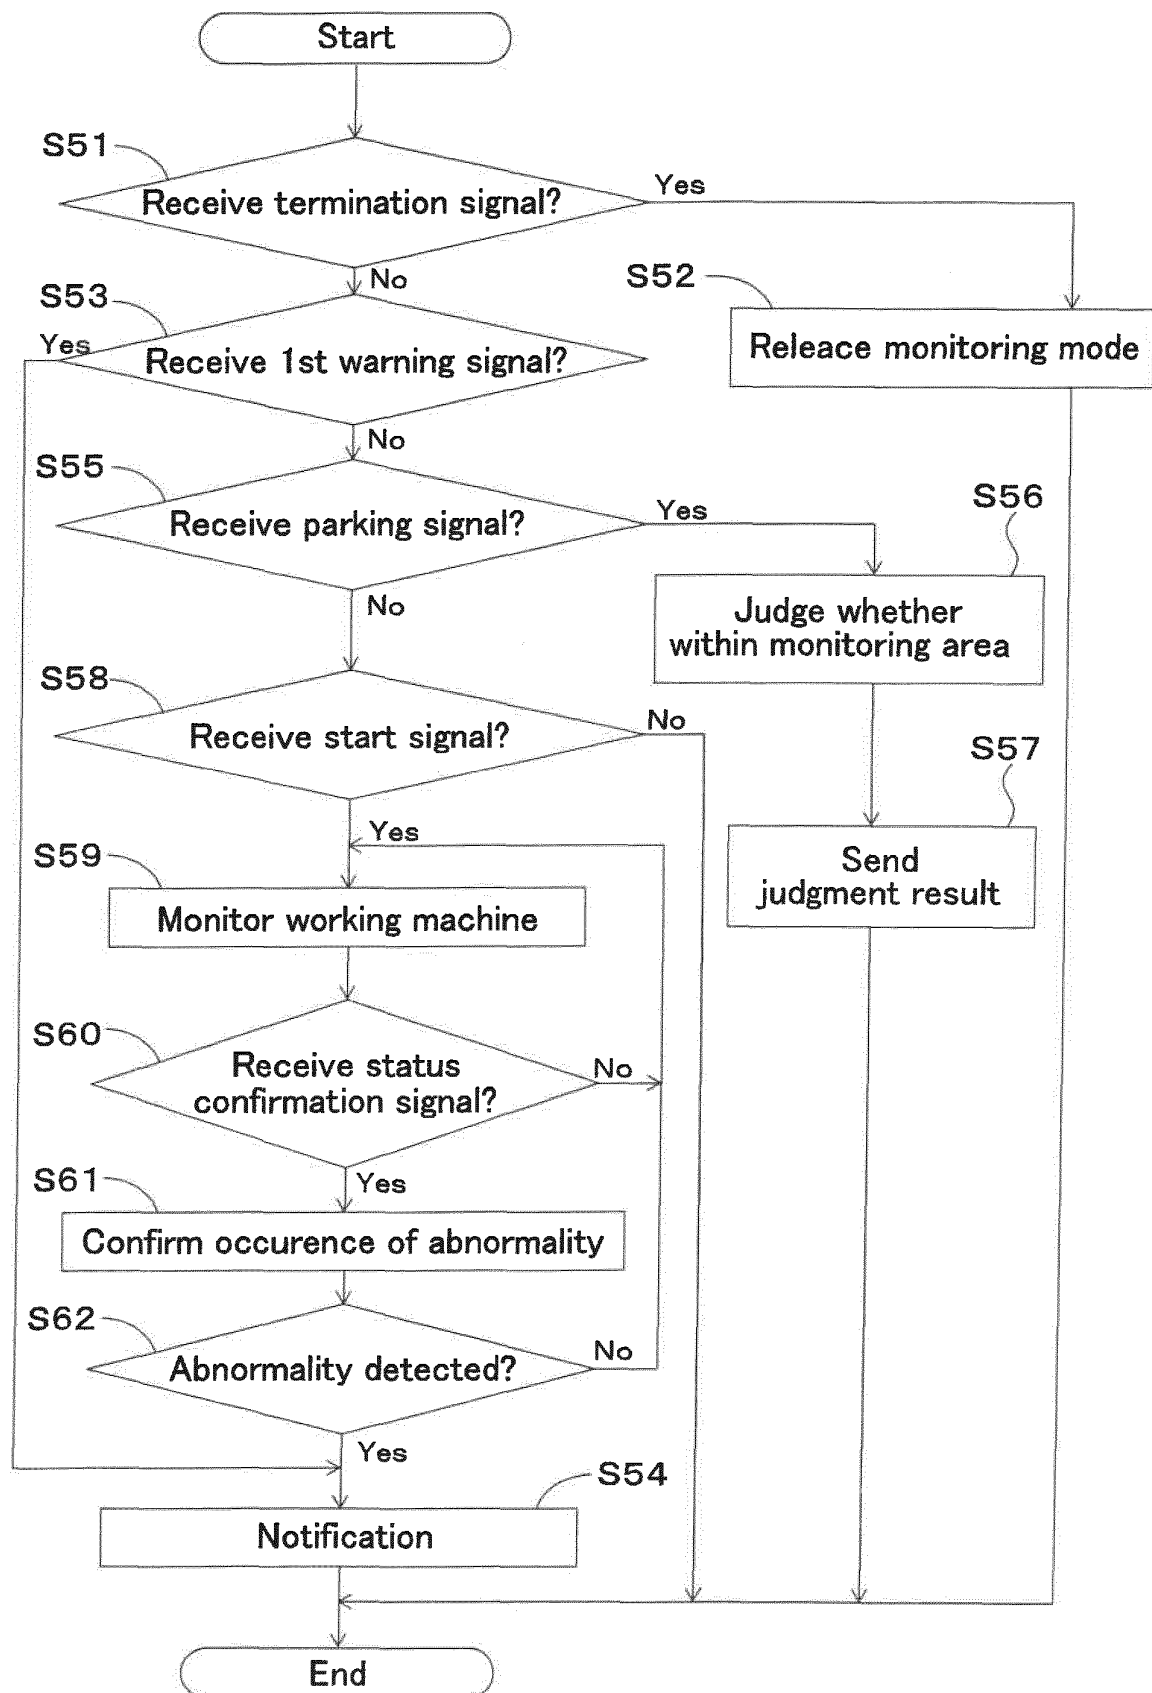 Start
S51
Receive termination signal?
Yes
No
S53
S52
Yes
Receive 1st warning signal?
Releace monitoring mode
No
S55
Receive parking signal?
Yes
S56
No
Judge whether
within monitoring area
S58
Receive start signal?
No
S57
Yes
Send
judgment result
S59
Monitor working machine
S60
Receive status
confirmation signal?
No
Yes
S61
Confirm occurence of abnormality
S62
Abnormality detected?
No
Yes
S54
Notification
End